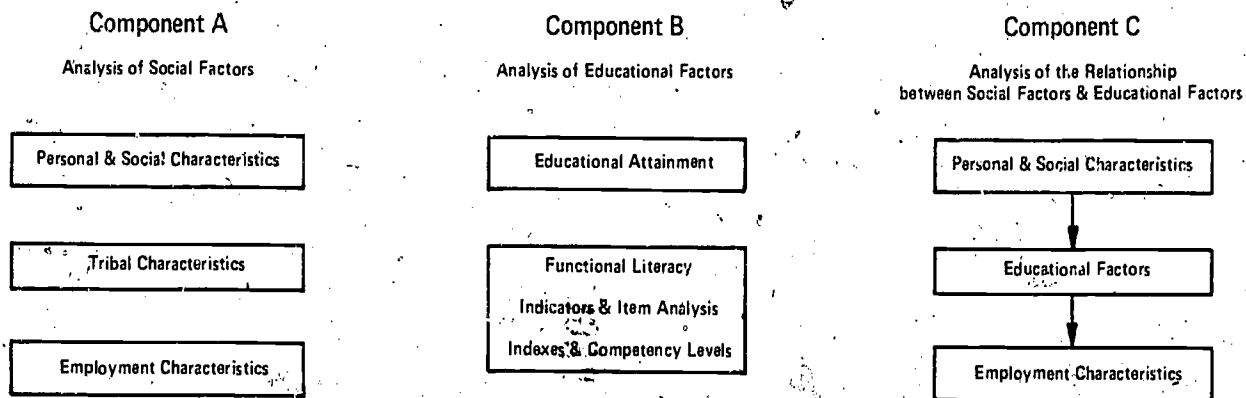 Component A
Analysis of Social Factors
Personal & Social Characteristics
Tribal Characteristics
Employment Characteristics
Component B
Analysis of Educational Factors
Educational Attainment
Functional Literacy
Indicators & Item Analysis
Indexes & Competency Levels
Component C
Analysis of the Relationship
between Social Factors & Educational Factors
Personal & Social Characteristics
Educational Factors
Employment Characteristics